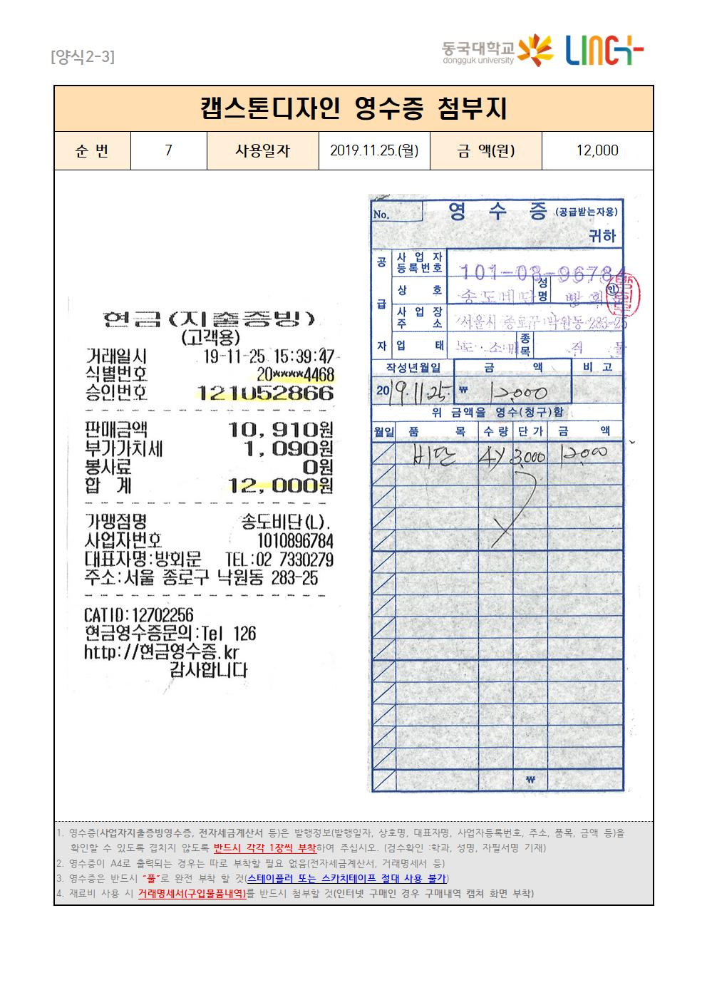 [양식2-3]
동국대학교
dongguk university
LINC+
캡스톤디자인 영수증 첨부지
순 번 7 사용일자 2019.11.25.(월) 금 액(원) 12,000
현금(지출증빙)
(고객용)
거래일시 19-11-25 15:39:47
식별번호 20****4468
승인번호 121052866
판매금액 10,910원
부가가치세 1,090원
봉사료 0원
합 계 12,000원
가맹점명 송도비단(L).
사업자번호 1010896784
대표자명:방희문 TEL:02 7330279
주소:서울 종로구 낙원동 283-25
CATID:12702256
현금영수증문의:Tel 126
http://현금영수증.kr
감사합니다
No. 영 수 증 (공급받는자용)
귀하
공급자
사업자등록번호 101-08-96784
상 호 송도비단 성명 인
사업장주소 서울시 종로구 낙원동 283-25
업 태 도·소매 종목
작성년월일 금 액 비 고
2019.11.25. ₩ 12,000
위 금액을 영수(청구)함
월일 품 목 수량 단가 금 액
비단 4Y 3,000 12,000
₩
1. 영수증(사업자지출증빙영수증, 전자세금계산서 등)은 발행정보(발행일자, 상호명, 대표자명, 사업자등록번호, 주소, 품목, 금액 등)을
확인할 수 있도록 겹치지 않도록 반드시 각각 1장씩 부착하여 주십시오. (검수확인 :학과, 성명, 자필서명 기재)
2. 영수증이 A4로 출력되는 경우는 따로 부착할 필요 없음(전자세금계산서, 거래명세서 등)
3. 영수증은 반드시 "풀"로 완전 부착 할 것(스테이플러 또는 스카치테이프 절대 사용 불가)
4. 재료비 사용 시 거래명세서(구입물품내역)를 반드시 첨부할 것(인터넷 구매인 경우 구매내역 캡쳐 화면 부착)